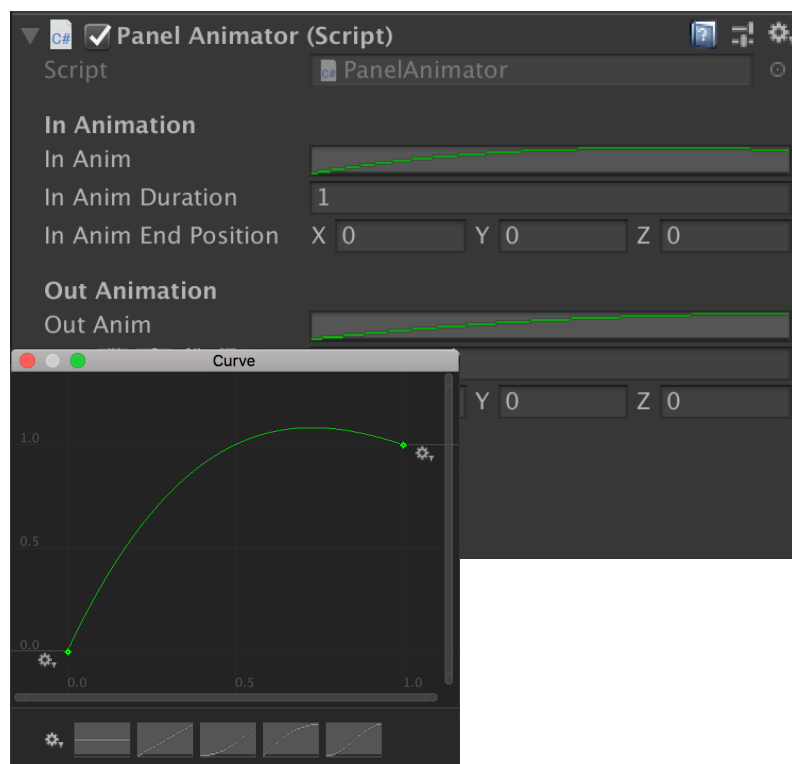 C# Panel Animator (Script)
Script C# PanelAnimator
In Animation
In Anim
In Anim Duration 1
In Anim End Position X 0 Y 0 Z 0
Out Animation
Out Anim
Curve
Y 0 Z 0
1.0
0.5
0.0
0.0 0.5 1.0